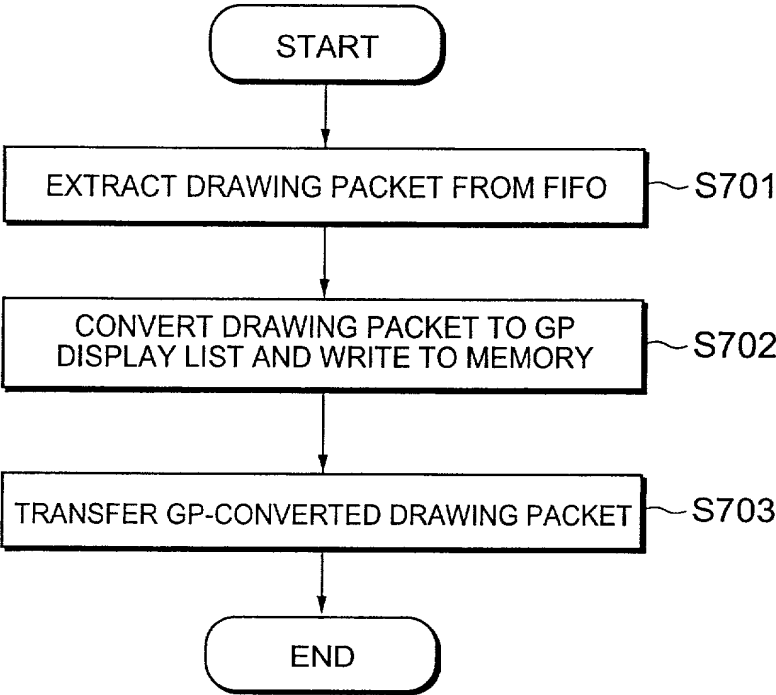 START
EXTRACT DRAWING PACKET FROM FIFO
S701
CONVERT DRAWING PACKET TO GP
DISPLAY LIST AND WRITE TO MEMORY
S702
TRANSFER GP-CONVERTED DRAWING PACKET
S703
END